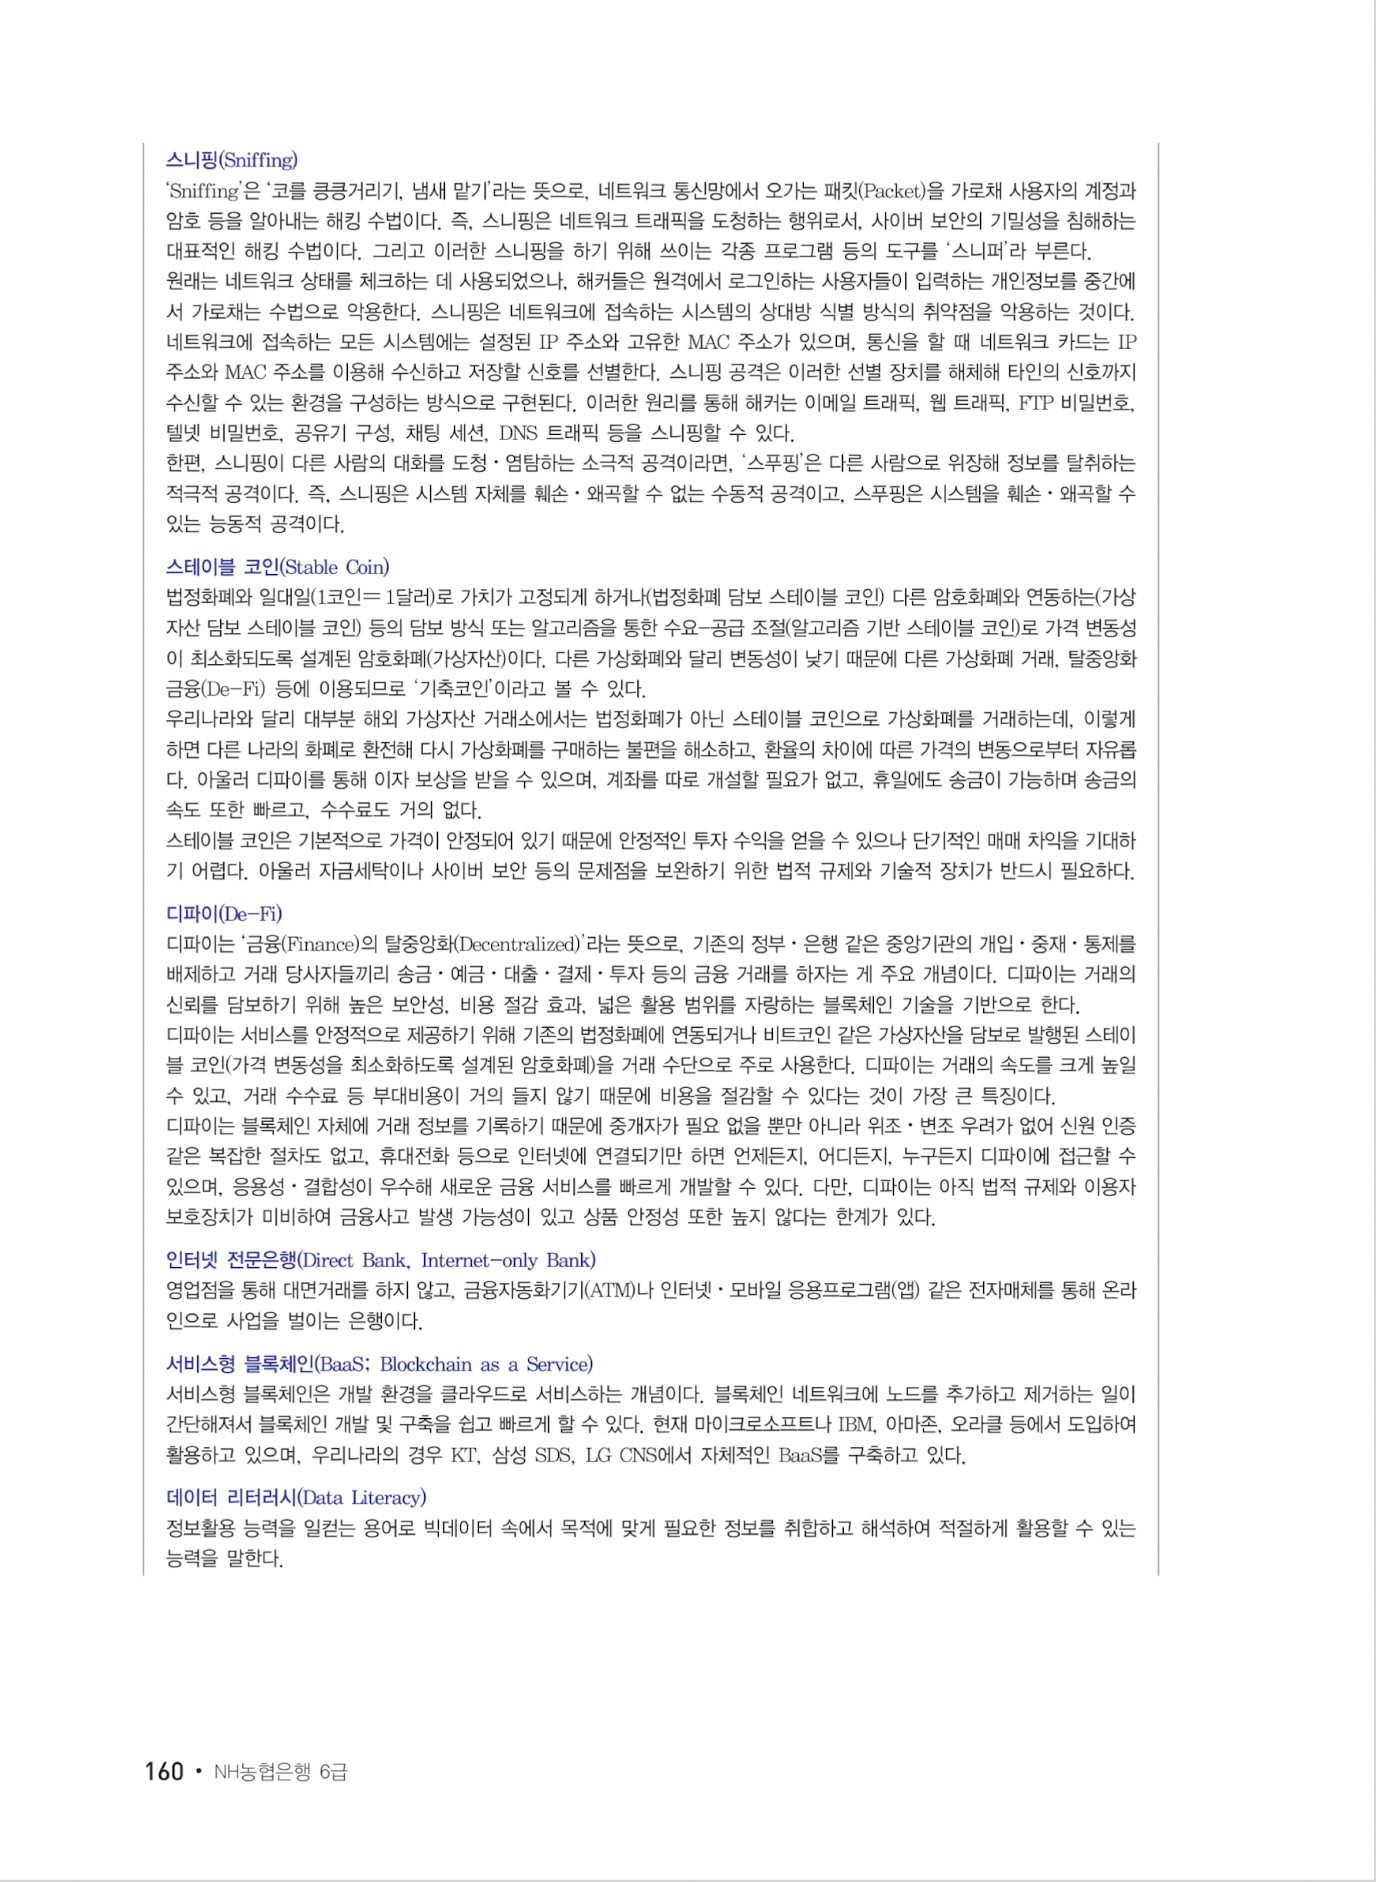 스니핑(Sniffing)
‘Sniffing’은 ‘코를 킁킁거리기, 냄새 맡기’라는 뜻으로, 네트워크 통신망에서 오가는 패킷(Packet)을 가로채 사용자의 계정과
암호 등을 알아내는 해킹 수법이다. 즉, 스니핑은 네트워크 트래픽을 도청하는 행위로서, 사이버 보안의 기밀성을 침해하는
대표적인 해킹 수법이다. 그리고 이러한 스니핑을 하기 위해 쓰이는 각종 프로그램 등의 도구를 ‘스니퍼’라 부른다.
원래는 네트워크 상태를 체크하는 데 사용되었으나, 해커들은 원격에서 로그인하는 사용자들이 입력하는 개인정보를 중간에
서 가로채는 수법으로 악용한다. 스니핑은 네트워크에 접속하는 시스템의 상대방 식별 방식의 취약점을 악용하는 것이다.
네트워크에 접속하는 모든 시스템에는 설정된 IP 주소와 고유한 MAC 주소가 있으며, 통신을 할 때 네트워크 카드는 IP
주소와 MAC 주소를 이용해 수신하고 저장할 신호를 선별한다. 스니핑 공격은 이러한 선별 장치를 해체해 타인의 신호까지
수신할 수 있는 환경을 구성하는 방식으로 구현된다. 이러한 원리를 통해 해커는 이메일 트래픽, 웹 트래픽, FTP 비밀번호,
텔넷 비밀번호, 공유기 구성, 채팅 세션, DNS 트래픽 등을 스니핑할 수 있다.
한편, 스니핑이 다른 사람의 대화를 도청·염탐하는 소극적 공격이라면, ‘스푸핑’은 다른 사람으로 위장해 정보를 탈취하는
적극적 공격이다. 즉, 스니핑은 시스템 자체를 훼손·왜곡할 수 없는 수동적 공격이고, 스푸핑은 시스템을 훼손·왜곡할 수
있는 능동적 공격이다.
스테이블 코인(Stable Coin)
법정화폐와 일대일(1코인=1달러)로 가치가 고정되게 하거나(법정화폐 담보 스테이블 코인) 다른 암호화폐와 연동하는(가상
자산 담보 스테이블 코인) 등의 담보 방식 또는 알고리즘을 통한 수요-공급 조절(알고리즘 기반 스테이블 코인)로 가격 변동성
이 최소화되도록 설계된 암호화폐(가상자산)이다. 다른 가상화폐와 달리 변동성이 낮기 때문에 다른 가상화폐 거래, 탈중앙화
금융(De-Fi) 등에 이용되므로 ‘기축코인’이라고 볼 수 있다.
우리나라와 달리 대부분 해외 가상자산 거래소에서는 법정화폐가 아닌 스테이블 코인으로 가상화폐를 거래하는데, 이렇게
하면 다른 나라의 화폐로 환전해 다시 가상화폐를 구매하는 불편을 해소하고, 환율의 차이에 따른 가격의 변동으로부터 자유롭
다. 아울러 디파이를 통해 이자 보상을 받을 수 있으며, 계좌를 따로 개설할 필요가 없고, 휴일에도 송금이 가능하며 송금의
속도 또한 빠르고, 수수료도 거의 없다.
스테이블 코인은 기본적으로 가격이 안정되어 있기 때문에 안정적인 투자 수익을 얻을 수 있으나 단기적인 매매 차익을 기대하
기 어렵다. 아울러 자금세탁이나 사이버 보안 등의 문제점을 보완하기 위한 법적 규제와 기술적 장치가 반드시 필요하다.
디파이(De-Fi)
디파이는 ‘금융(Finance)의 탈중앙화(Decentralized)’라는 뜻으로, 기존의 정부·은행 같은 중앙기관의 개입·중재·통제를
배제하고 거래 당사자들끼리 송금·예금·대출·결제·투자 등의 금융 거래를 하자는 게 주요 개념이다. 디파이는 거래의
신뢰를 담보하기 위해 높은 보안성, 비용 절감 효과, 넓은 활용 범위를 자랑하는 블록체인 기술을 기반으로 한다.
디파이는 서비스를 안정적으로 제공하기 위해 기존의 법정화폐에 연동되거나 비트코인 같은 가상자산을 담보로 발행된 스테이
블 코인(가격 변동성을 최소화하도록 설계된 암호화폐)을 거래 수단으로 주로 사용한다. 디파이는 거래의 속도를 크게 높일
수 있고, 거래 수수료 등 부대비용이 거의 들지 않기 때문에 비용을 절감할 수 있다는 것이 가장 큰 특징이다.
디파이는 블록체인 자체에 거래 정보를 기록하기 때문에 중개자가 필요 없을 뿐만 아니라 위조·변조 우려가 없어 신원 인증
같은 복잡한 절차도 없고, 휴대전화 등으로 인터넷에 연결되기만 하면 언제든지, 어디든지, 누구든지 디파이에 접근할 수
있으며, 응용성·결합성이 우수해 새로운 금융 서비스를 빠르게 개발할 수 있다. 다만, 디파이는 아직 법적 규제와 이용자
보호장치가 미비하여 금융사고 발생 가능성이 있고 상품 안정성 또한 높지 않다는 한계가 있다.
인터넷 전문은행(Direct Bank, Internet-only Bank)
영업점을 통해 대면거래를 하지 않고, 금융자동화기기(ATM)나 인터넷·모바일 응용프로그램(앱) 같은 전자매체를 통해 온라
인으로 사업을 벌이는 은행이다.
서비스형 블록체인(BaaS; Blockchain as a Service)
서비스형 블록체인은 개발 환경을 클라우드로 서비스하는 개념이다. 블록체인 네트워크에 노드를 추가하고 제거하는 일이
간단해져서 블록체인 개발 및 구축을 쉽고 빠르게 할 수 있다. 현재 마이크로소프트나 IBM, 아마존, 오라클 등에서 도입하여
활용하고 있으며, 우리나라의 경우 KT, 삼성 SDS, LG CNS에서 자체적인 BaaS를 구축하고 있다.
데이터 리터러시(Data Literacy)
정보활용 능력을 일컫는 용어로 빅데이터 속에서 목적에 맞게 필요한 정보를 취합하고 해석하여 적절하게 활용할 수 있는
능력을 말한다.
160 • NH농협은행 6급